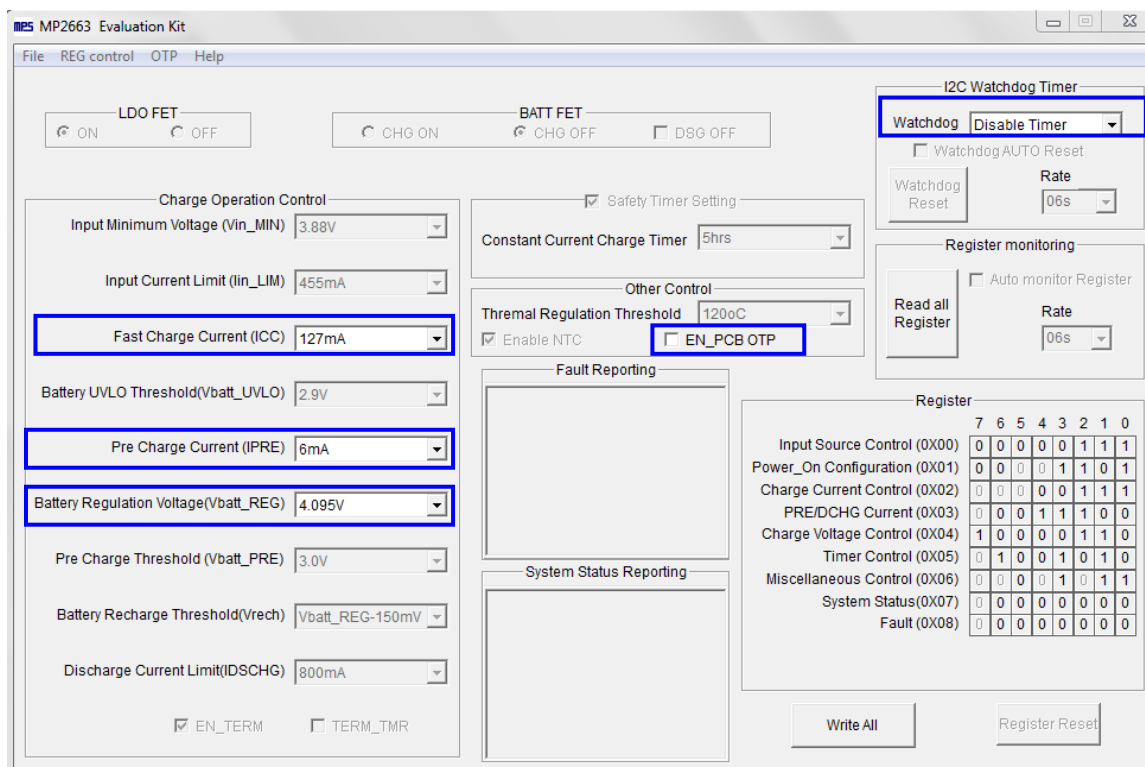 mps MP2663 Evaluation Kit
File REG control OTP Help
LDO FET
ON OFF
BATT FET
CHG ON CHG OFF DSG OFF
I2C Watchdog Timer
Watchdog Disable Timer
Watchdog AUTO Reset
Watchdog Reset
Rate
06s
Charge Operation Control
Input Minimum Voltage (Vin_MIN) 3.88V
Input Current Limit (Iin_LIM) 455mA
Fast Charge Current (ICC) 127mA
Battery UVLO Threshold(Vbatt_UVLO) 2.9V
Pre Charge Current (IPRE) 6mA
Battery Regulation Voltage(Vbatt_REG) 4.095V
Pre Charge Threshold (Vbatt_PRE) 3.0V
Battery Recharge Threshold(Vrech) Vbatt_REG-150mV
Discharge Current Limit(IDSCHG) 800mA
EN_TERM TERM_TMR
Safety Timer Setting
Constant Current Charge Timer 5hrs
Other Control
Thremal Regulation Threshold 120oC
Enable NTC EN_PCB OTP
Fault Reporting
System Status Reporting
Register monitoring
Read all
Register
Auto monitor Register
Rate
06s
Register
7 6 5 4 3 2 1 0
Input Source Control (0X00) 0 0 0 0 0 1 1 1
Power_On Configuration (0X01) 0 0 0 0 1 1 0 1
Charge Current Control (0X02) 0 0 0 0 0 1 1 1
PRE/DCHG Current(0X03) 0 0 0 1 1 1 0 0
Charge Voltage Control (0X04) 1 0 0 0 0 1 1 0
Timer Control (0X05) 0 1 0 0 1 0 1 0
Miscellaneous Control (0X06) 0 0 0 0 1 0 1 1
System Status(0X07) 0 0 0 0 0 0 0 0
Fault (0X08) 0 0 0 0 0 0 0 0
Write All
Register Reset